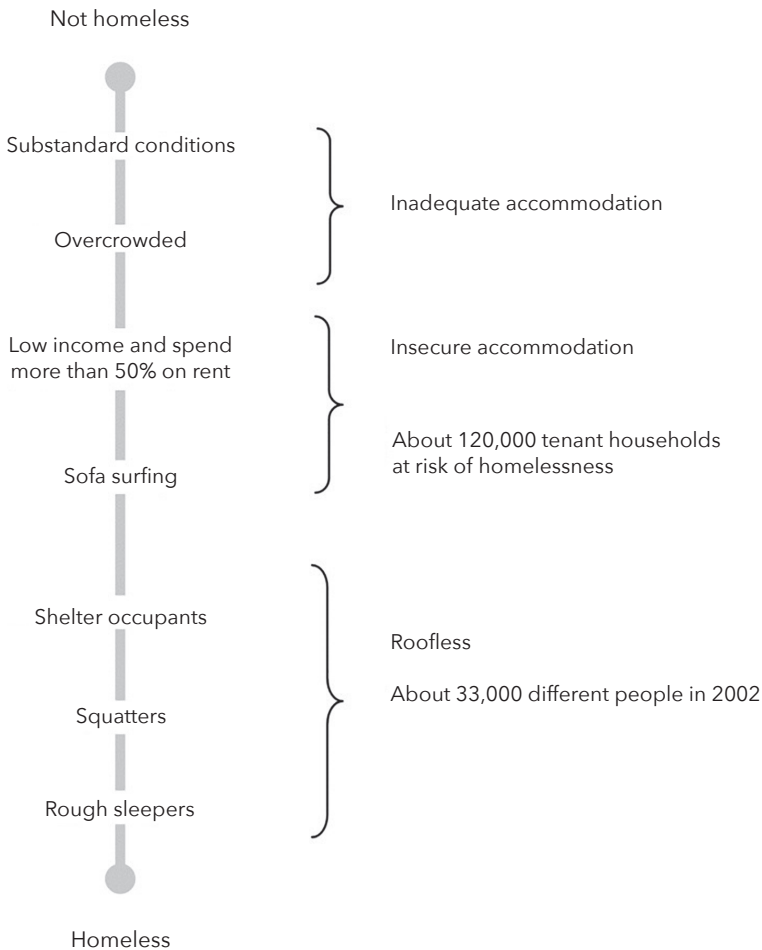 Not homeless
Substandard conditions
Inadequate accommodation
Overcrowded
Low income and spend
more than 50% on rent
Insecure accommodation
About 120,000 tenant households
at risk of homelessness
Sofa surfing
Shelter occupants
Roofless
About 33,000 different people in 2002
Squatters
Rough sleepers
Homeless